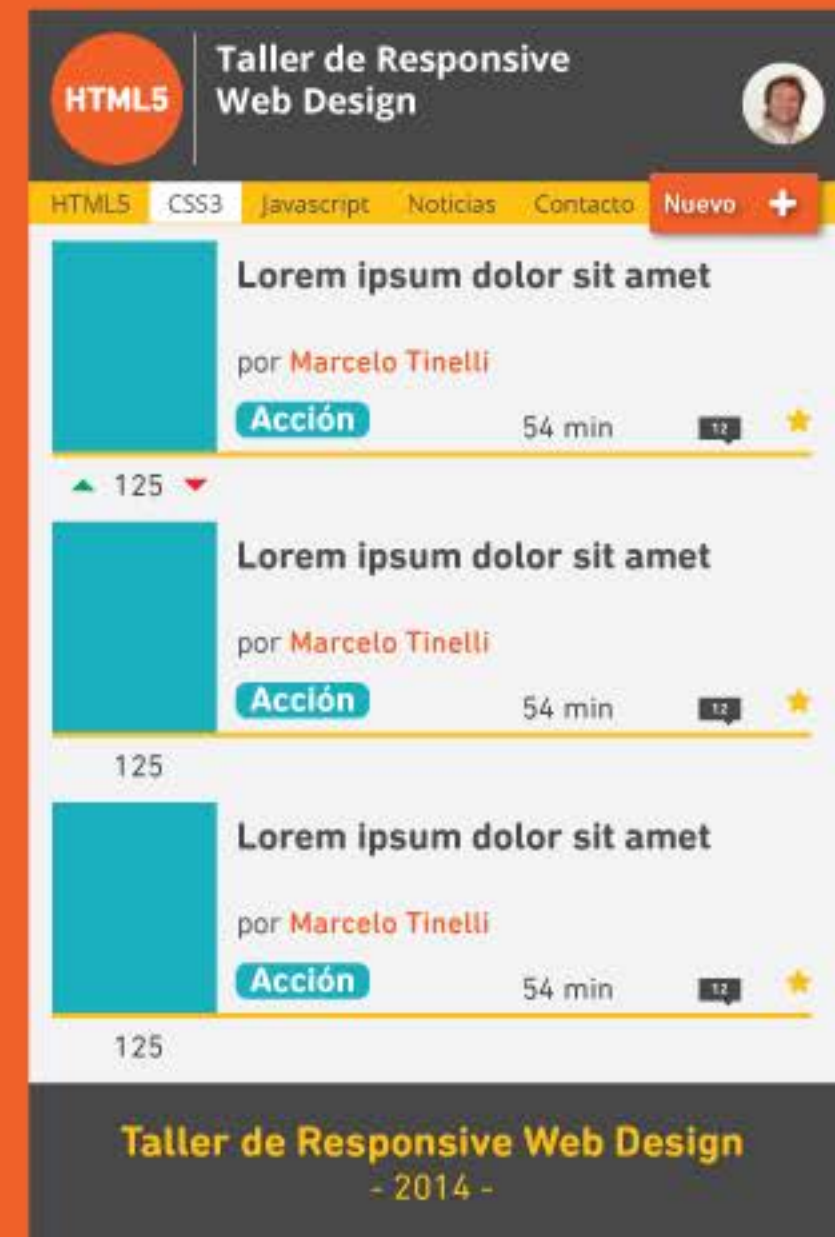 HTML5
Taller de Responsive
Web Design
HTML5 CSS3 Javascript Noticias Contacto Nuevo +
Lorem ipsum dolor sit amet
por Marcelo Tinelli
Acción 54 min 12
125
Lorem ipsum dolor sit amet
por Marcelo Tinelli
Acción 54 min 12
125
Lorem ipsum dolor sit amet
por Marcelo Tinelli
Acción 54 min 12
125
Taller de Responsive Web Design
- 2014 -